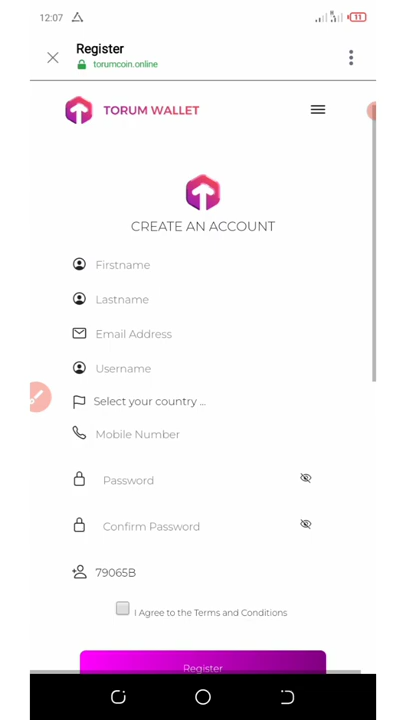 12:07
11
Register
torumcoin.online
TORUM WALLET
CREATE AN ACCOUNT
Firstname
Lastname
Email Address
Username
Select your country ...
Mobile Number
Password
Confirm Password
79065B
I Agree to the Terms and Conditions
Register